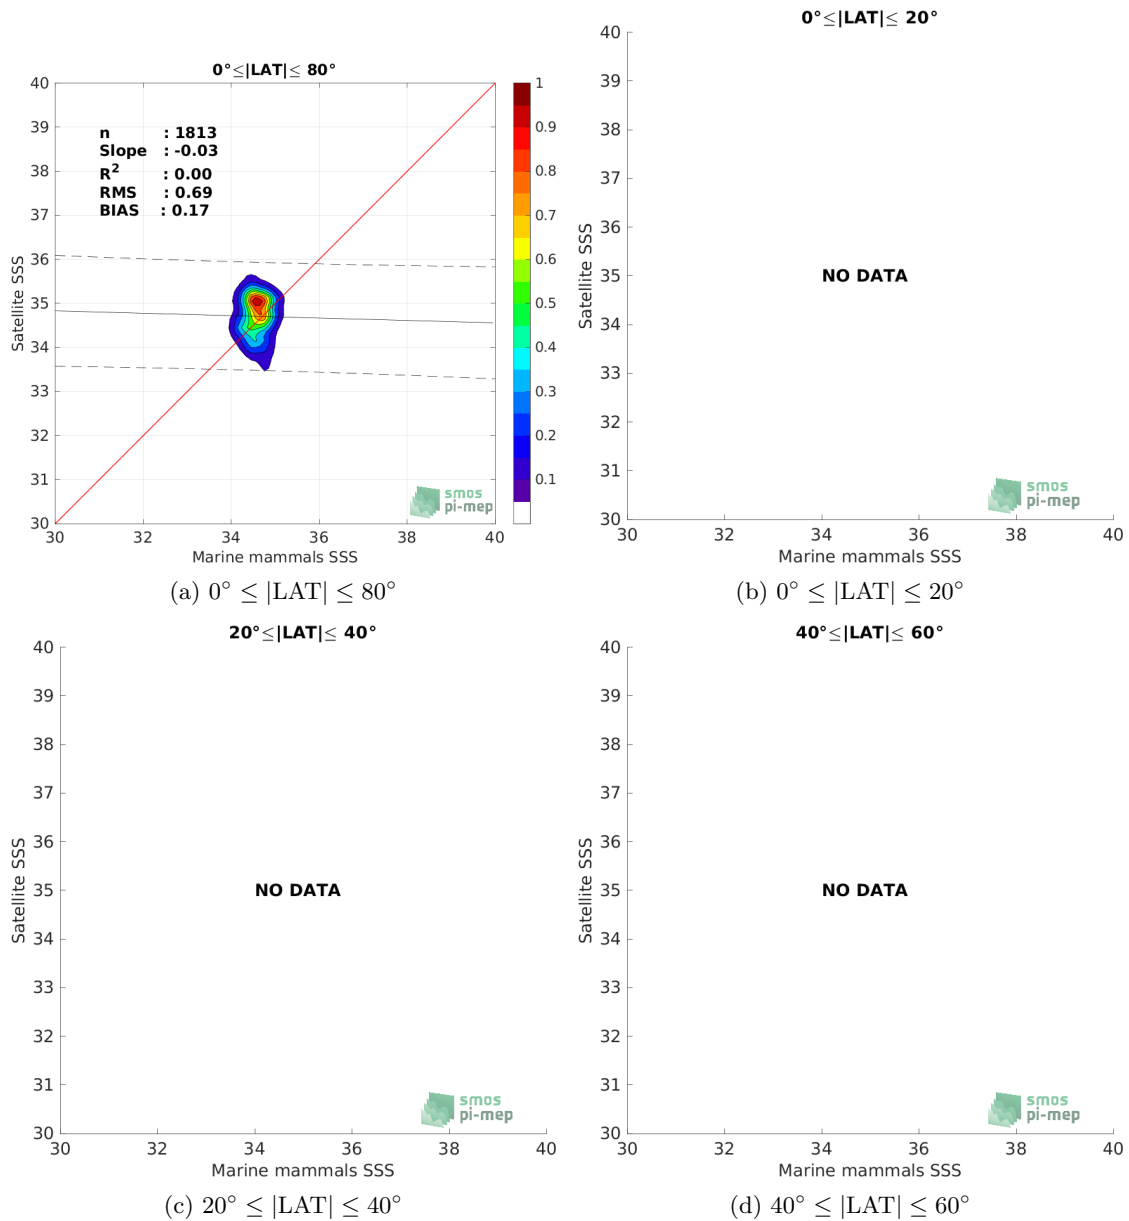 0°≤|LAT|≤ 80°
40
39
38
37
36
35
34
33
32
31
30
Satellite SSS
n : 1813
Slope : -0.03
R² : 0.00
RMS : 0.69
BIAS : 0.17
smos
pi-mep
30 32 34 36 38 40
Marine mammals SSS
1
0.9
0.8
0.7
0.6
0.5
0.4
0.3
0.2
0.1
(a) 0° ≤ |LAT| ≤ 80°
0°≤|LAT|≤ 20°
40
39
38
37
36
35
34
33
32
31
30
Satellite SSS
NO DATA
smos
pi-mep
30 32 34 36 38 40
Marine mammals SSS
(b) 0° ≤ |LAT| ≤ 20°
20°≤|LAT|≤ 40°
40
39
38
37
36
35
34
33
32
31
30
Satellite SSS
NO DATA
smos
pi-mep
30 32 34 36 38 40
Marine mammals SSS
(c) 20° ≤ |LAT| ≤ 40°
40°≤|LAT|≤ 60°
40
39
38
37
36
35
34
33
32
31
30
Satellite SSS
NO DATA
smos
pi-mep
30 32 34 36 38 40
Marine mammals SSS
(d) 40° ≤ |LAT| ≤ 60°